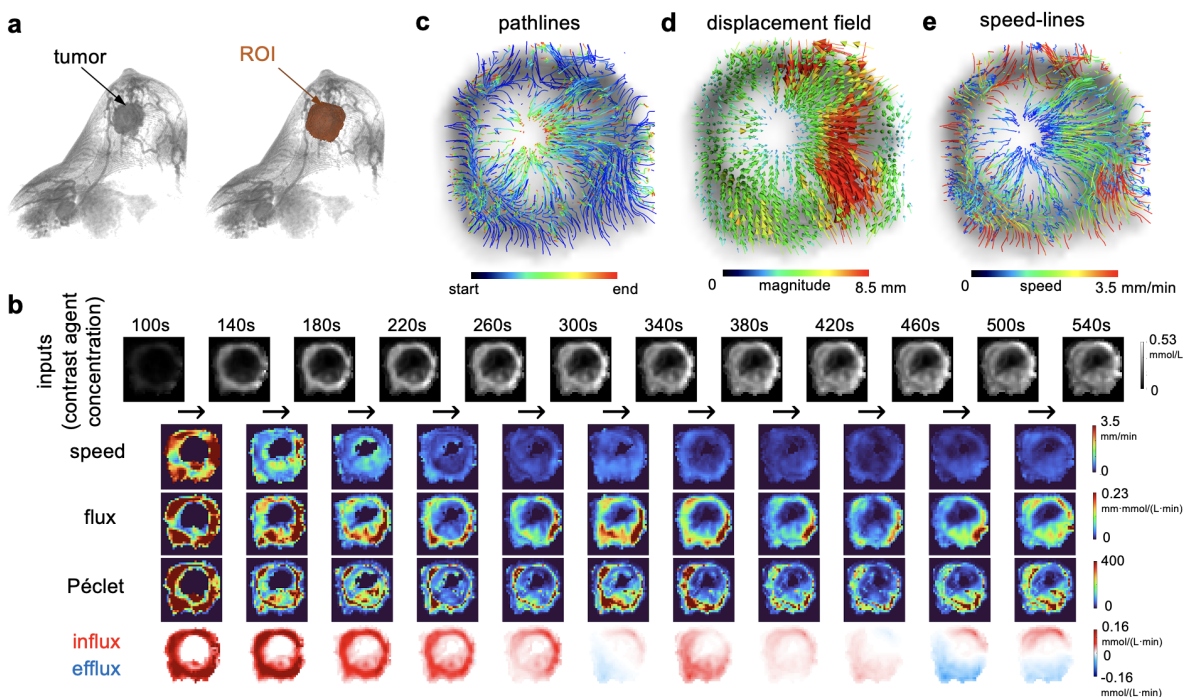 a
tumor
ROI
c
pathlines
start
end
d
displacement field
0
magnitude
8.5 mm
e
speed-lines
0
speed
3.5 mm/min
b
inputs
(contrast agent
concentration)
100s 140s 180s 220s 260s 300s 340s 380s 420s 460s 500s 540s
0.53
mmol/L
0
→ → → → → → → → → → →
speed
3.5
mm/min
0
flux
0.23
mm·mmol/(L·min)
0
Péclet
400
0
influx
efflux
0.16
mmol/(L·min)
0
-0.16
mmol/(L·min)